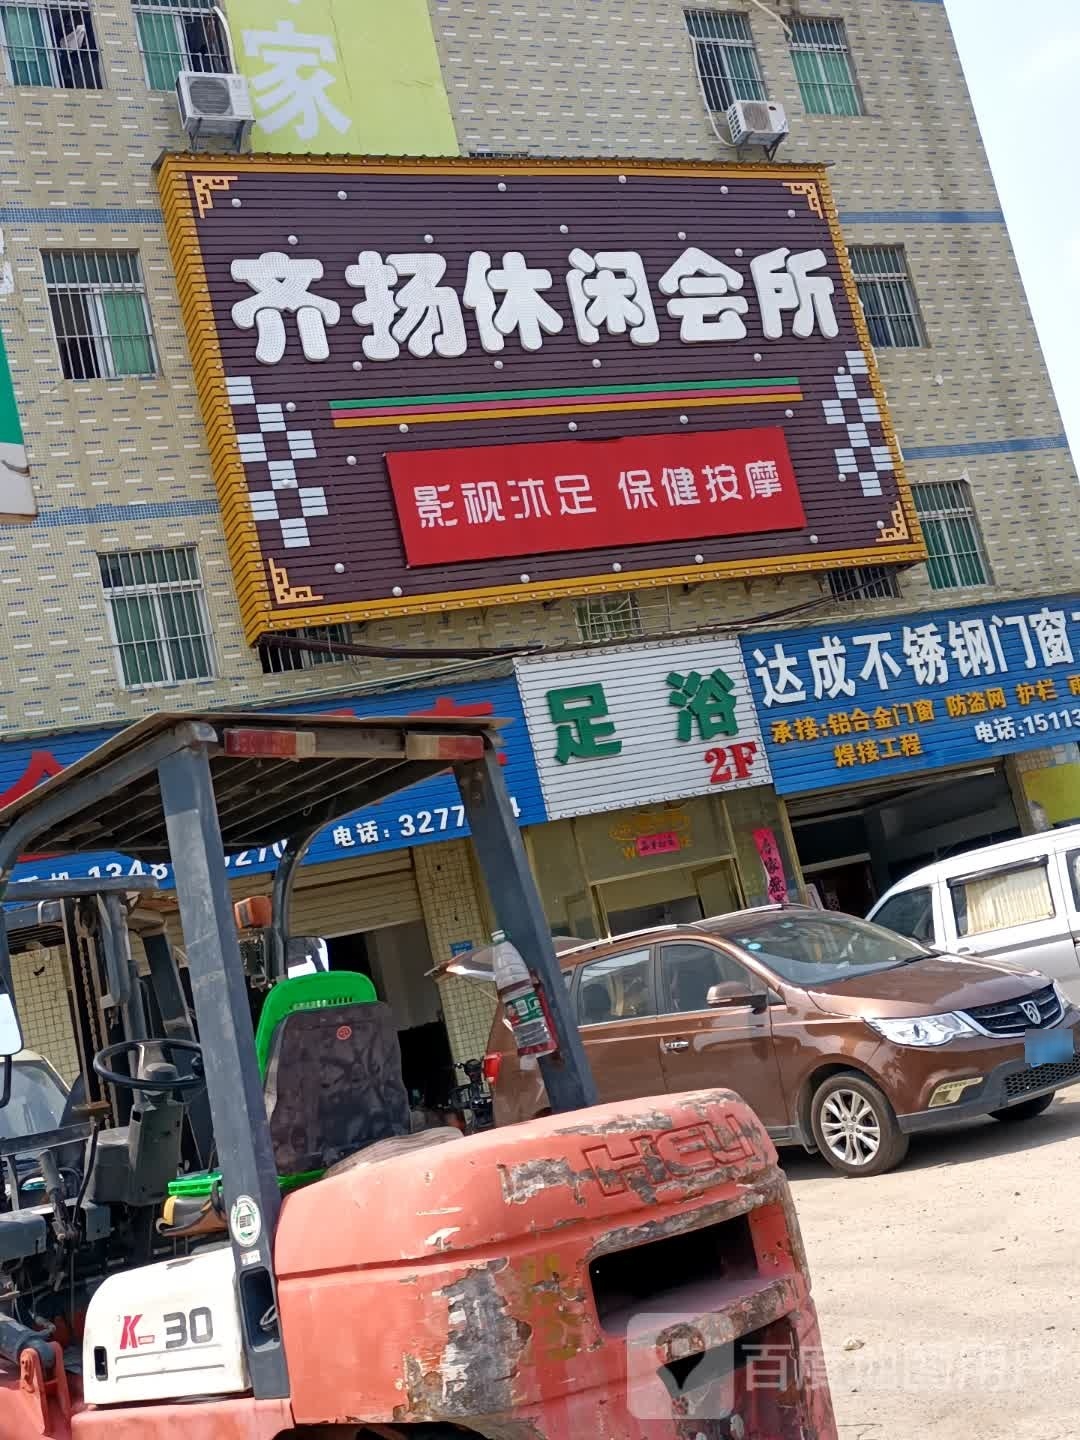 家
齐扬休闲会所
影视沐足 保健按摩
足浴
2F
达成不锈钢门窗
承接:铝合金门窗 防盗网 护栏
焊接工程
电话:15113
电话: 3277
HELI
K 30